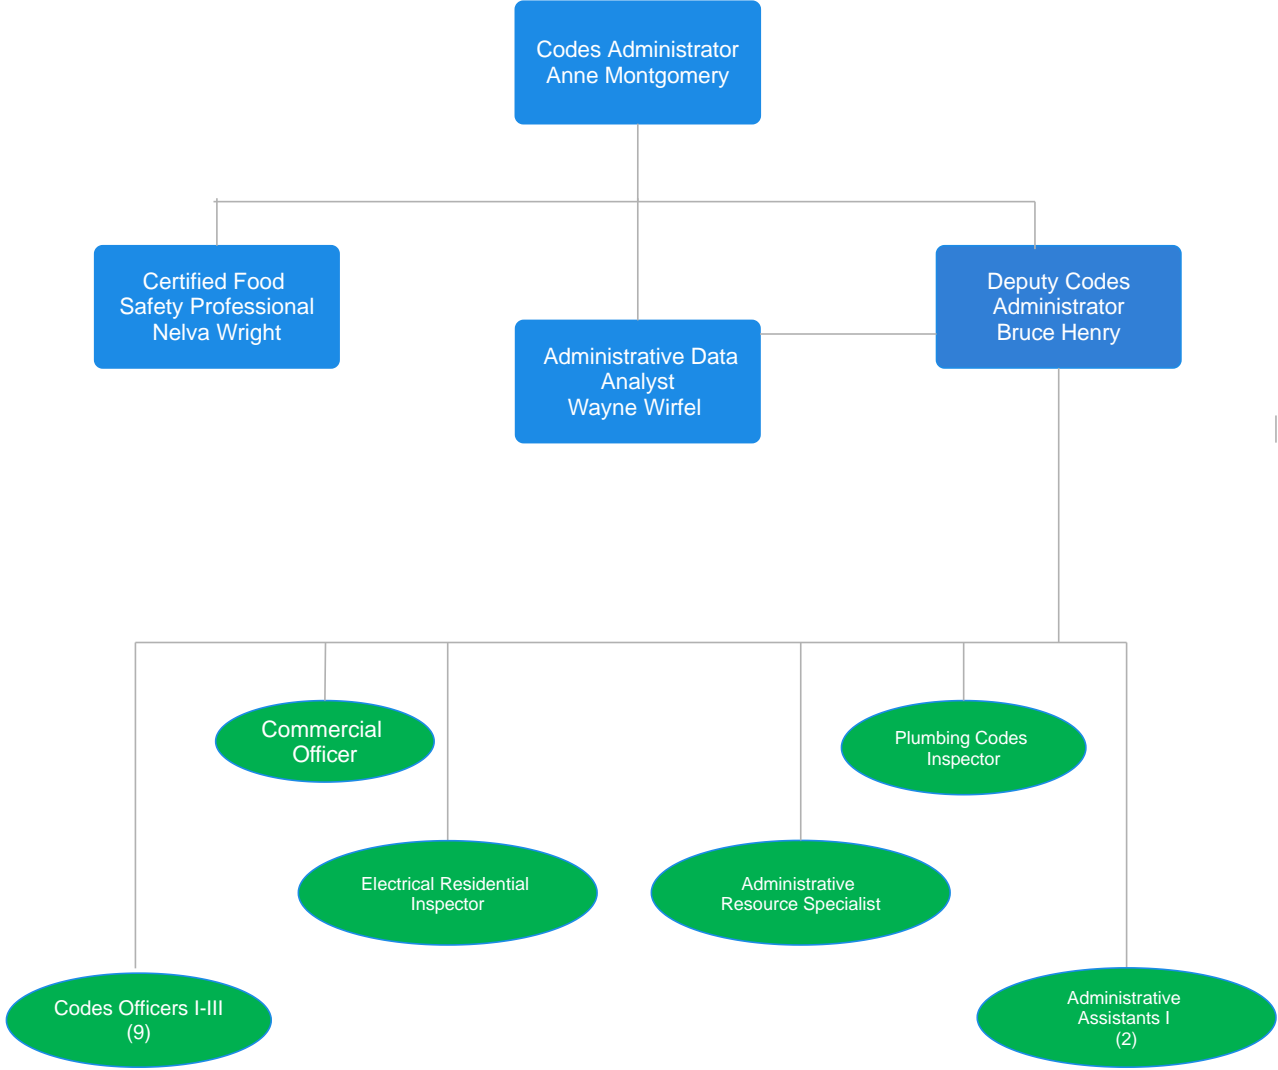 Codes Administrator
Anne Montgomery
Certified Food
Safety Professional
Nelva Wright
Administrative Data
Analyst
Wayne Wirfel
Deputy Codes
Administrator
Bruce Henry
Commercial
Officer
Plumbing Codes
Inspector
Electrical Residential
Inspector
Administrative
Resource Specialist
Codes Officers I-III
(9)
Administrative
Assistants I
(2)